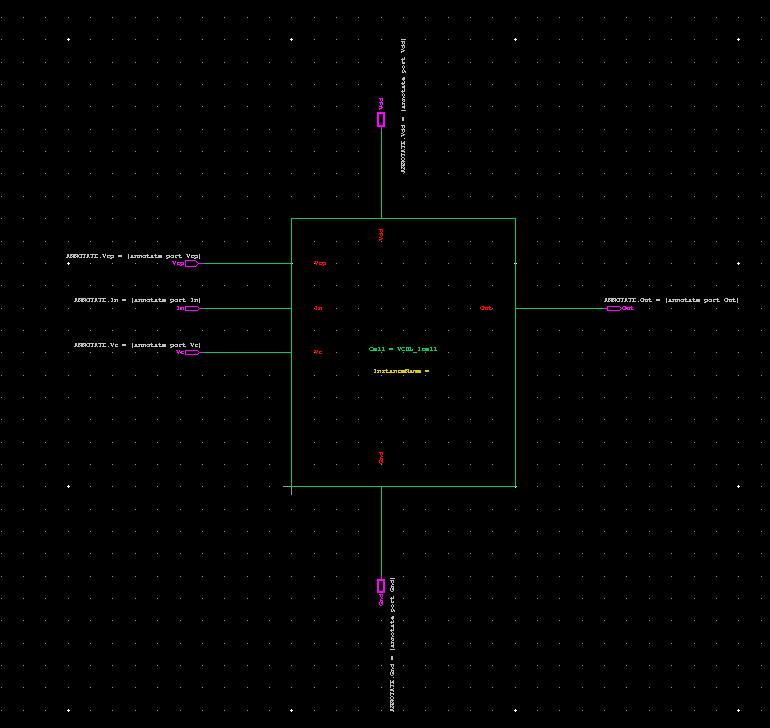 Vdd
ANNOTATE.Vdd = (annotate port Vdd)
Vdd
ANNOTATE.Vcp = (annotate port Vcp)
Vcp
Vcp
ANNOTATE.In = (annotate port In)
In
In
Out
ANNOTATE.Out = (annotate port Out)
Out
ANNOTATE.Vc = (annotate port Vc)
Vc
Vc
InstanceName =
Gnd
Gnd
ANNOTATE.Gnd = (annotate port Gnd)